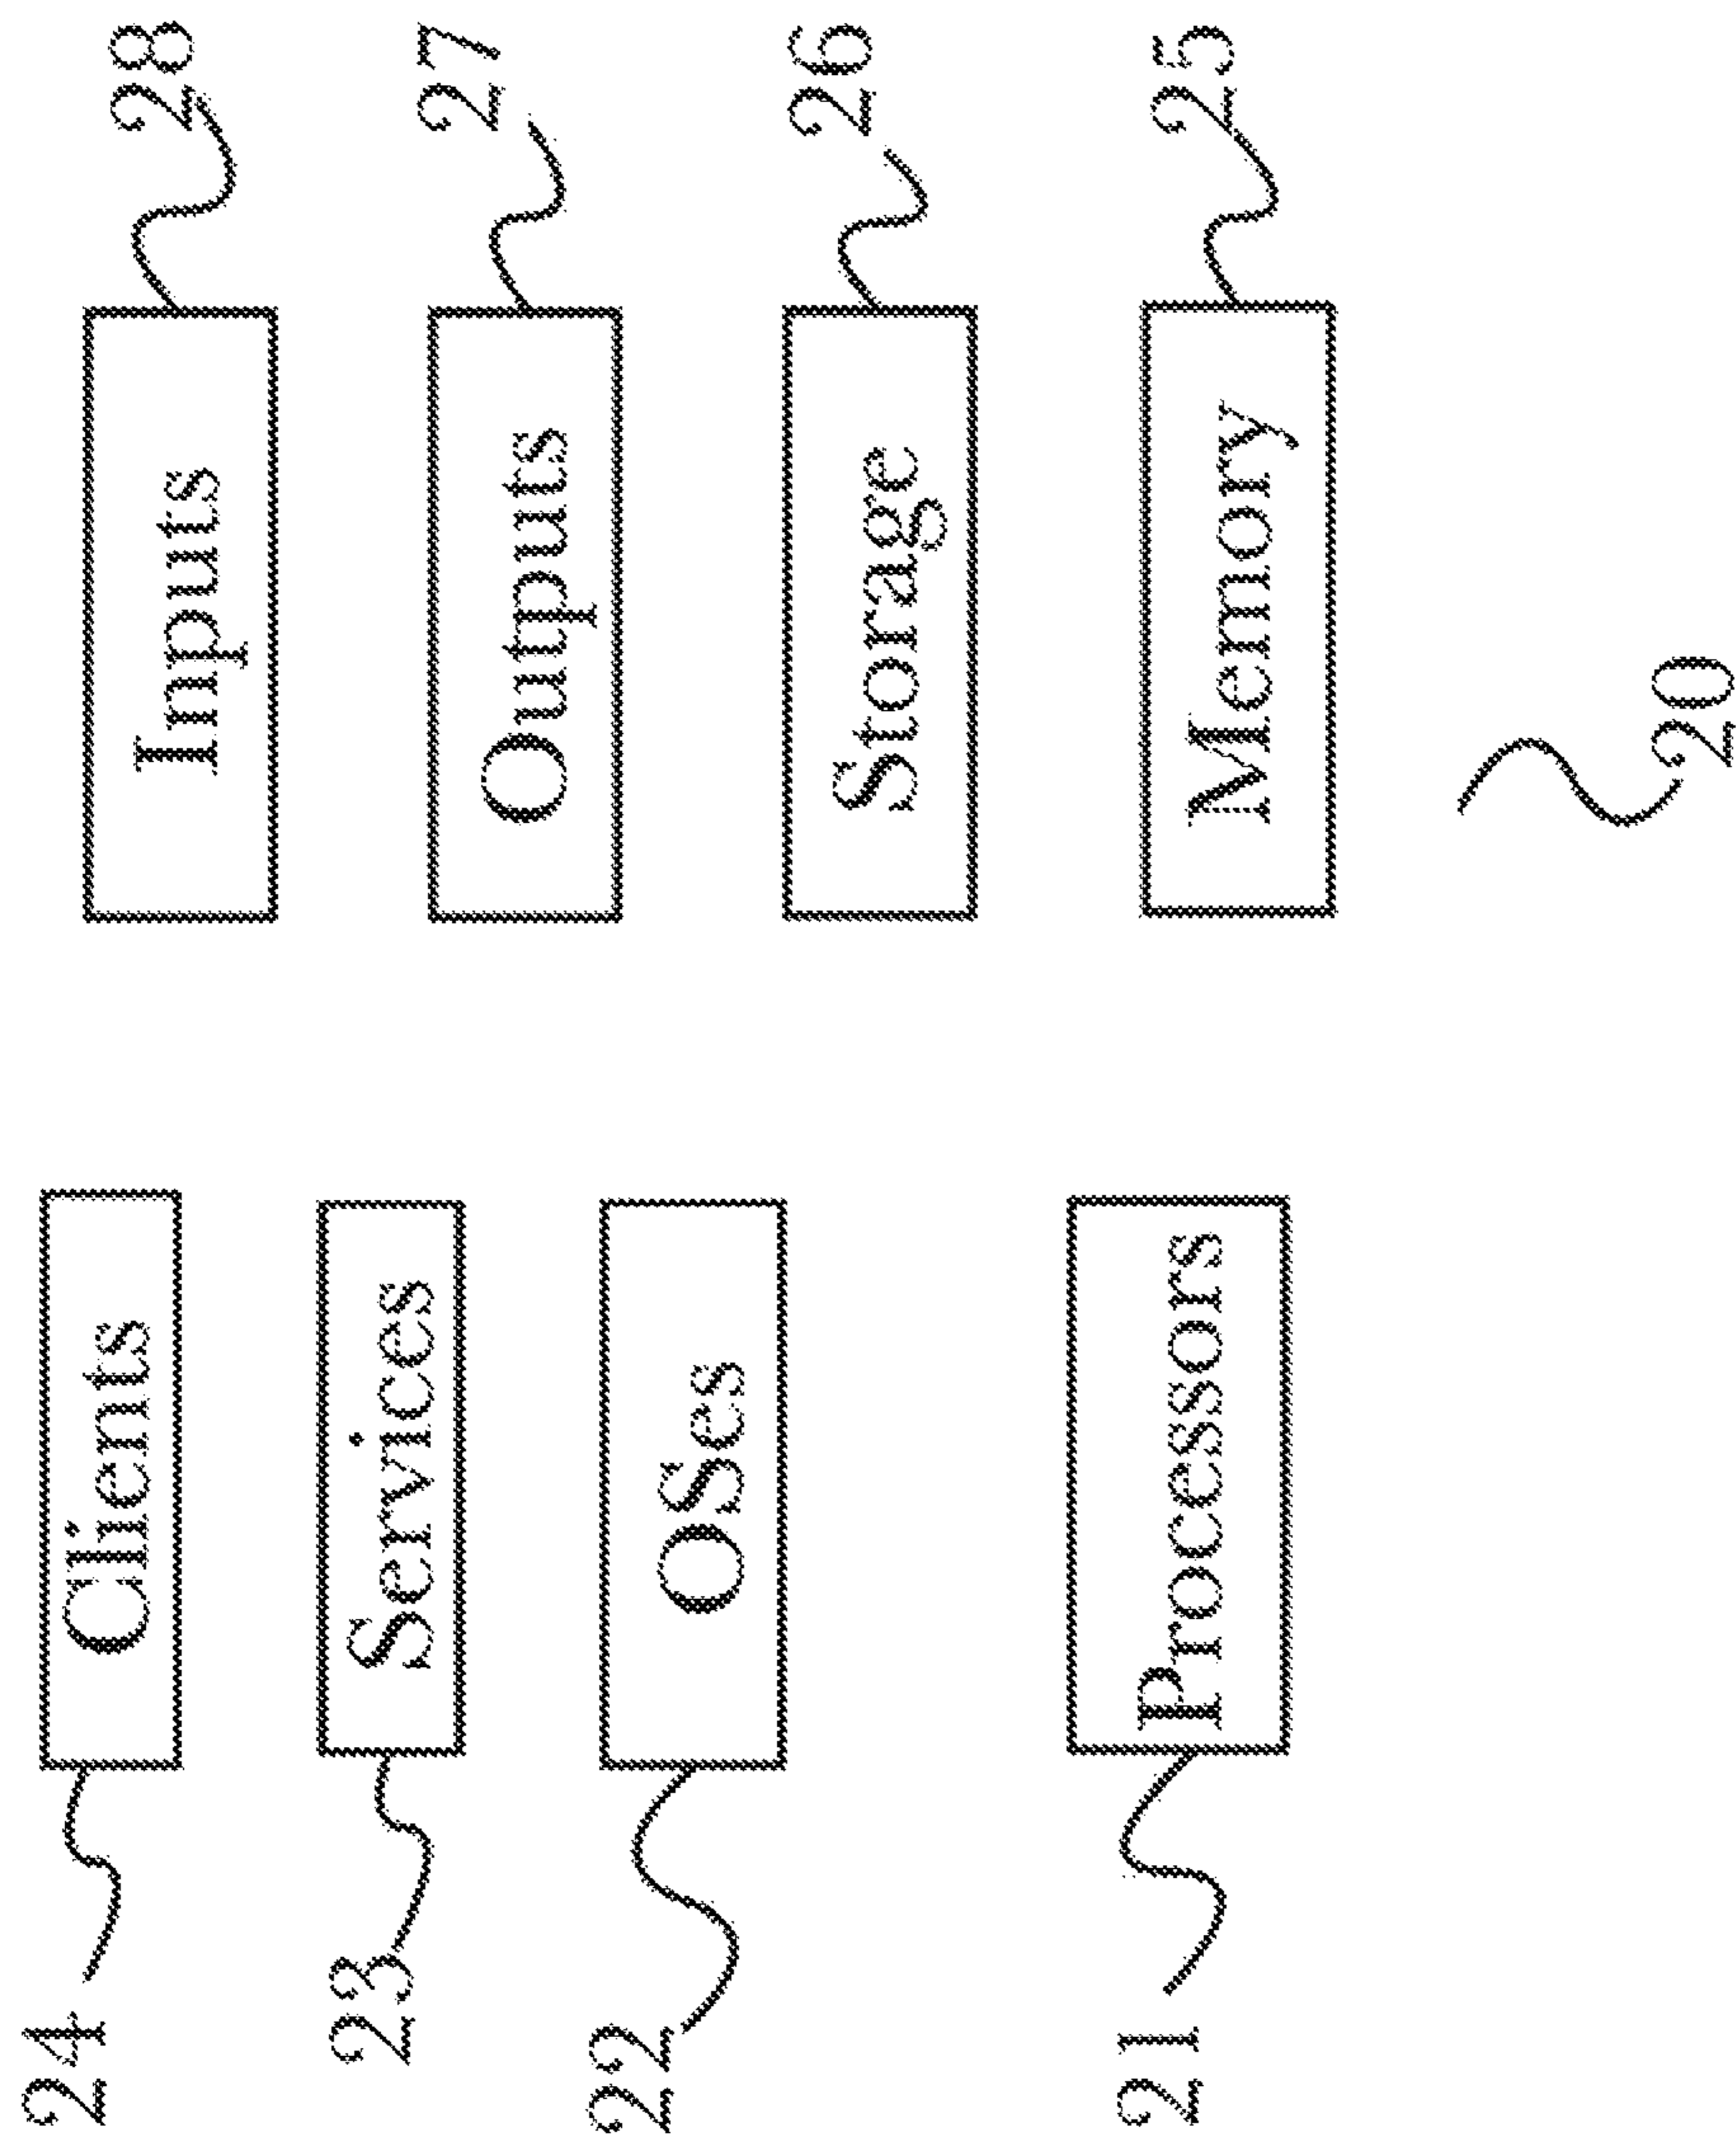 24 Clients Inputs 28
23 Services Outputs 27
22 OSes Storage 26
21 Processors Memory 25
20